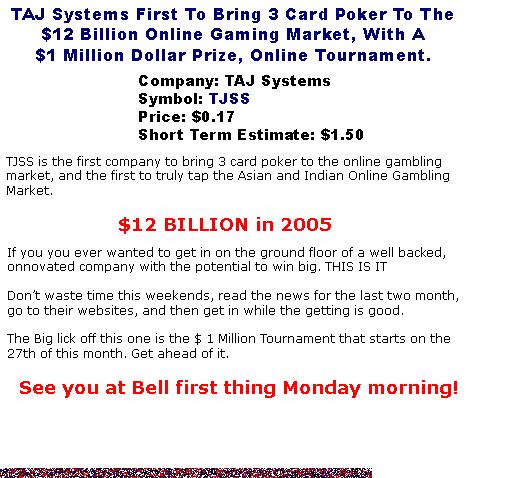 TAJ Systems First To Bring 3 Card Poker To The
$12 Billion Online Gaming Market, With A
$1 Million Dollar Prize, Online Tournament.
Company: TAJ Systems
Symbol: TJSS
Price: $0.17
Short Term Estimate: $1.50
TJSS is the first company to bring 3 card poker to the online gambling
market, and the first to truly tap the Asian and Indian Online Gambling
Market.
$12 BILLION in 2005
If you you ever wanted to get in on the ground floor of a well backed,
onnovated company with the potential to win big. THIS IS IT
Don't waste time this weekends, read the news for the last two month,
go to their websites, and then get in while the getting is good.
The Big lick off this one is the $ 1 Million Tournament that starts on the
27th of this month. Get ahead of it.
See you at Bell first thing Monday morning!